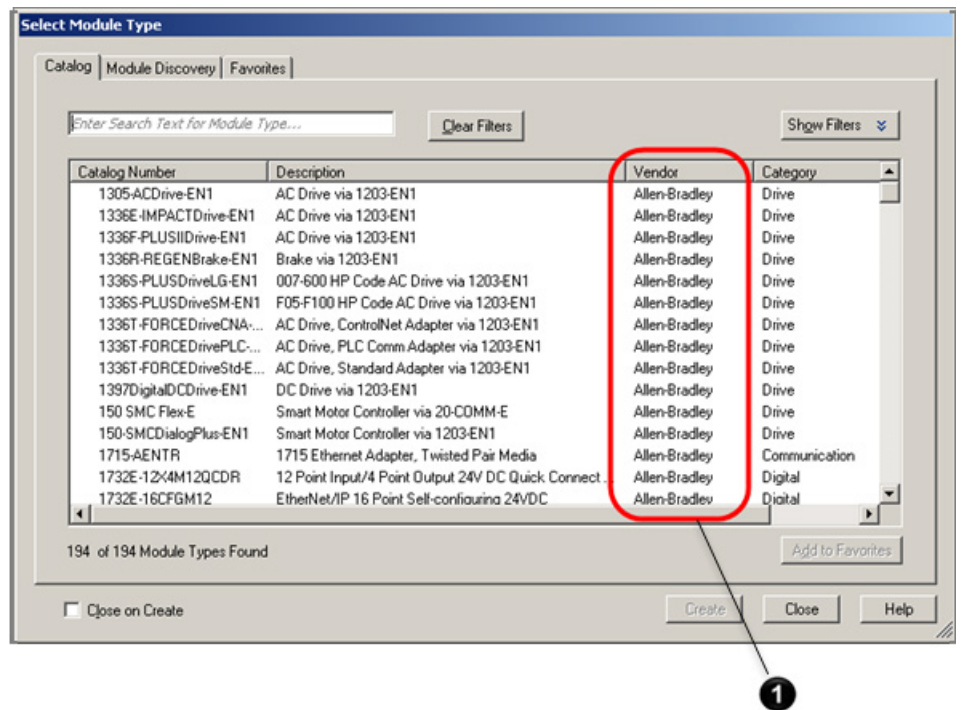 Select Module Type
Catalog Module Discovery Favorites
Enter Search Text for Module Type... Clear Filters Show Filters
Catalog Number Description Vendor Category
1305-ACDrive-EN1 AC Drive via 1203-EN1 Allen-Bradley Drive
1336E-IMPACTDrive-EN1 AC Drive via 1203-EN1 Allen-Bradley Drive
1336F-PLUSIIDrive-EN1 AC Drive via 1203-EN1 Allen-Bradley Drive
1336R-REGENBrake-EN1 Brake via 1203-EN1 Allen-Bradley Drive
1336S-PLUSDriveLG-EN1 007-600 HP Code AC Drive via 1203-EN1 Allen-Bradley Drive
1336S-PLUSDriveSM-EN1 F05-F100 HP Code AC Drive via 1203-EN1 Allen-Bradley Drive
1336T-FORCEDriveCNA-... AC Drive, ControlNet Adapter via 1203-EN1 Allen-Bradley Drive
1336T-FORCEDrivePLC-... AC Drive, PLC Comm Adapter via 1203-EN1 Allen-Bradley Drive
1336T-FORCEDriveStd-E... AC Drive, Standard Adapter via 1203-EN1 Allen-Bradley Drive
1397DigitalDCDrive-EN1 DC Drive via 1203-EN1 Allen-Bradley Drive
150 SMC Flex-E Smart Motor Controller via 20-COMM-E Allen-Bradley Drive
150-SMCDialogPlus-EN1 Smart Motor Controller via 1203-EN1 Allen-Bradley Drive
1715-AENTR 1715 Ethernet Adapter, Twisted Pair Media Allen-Bradley Communication
1732E-12X4M12QCDR 12 Point Input/4 Point Output 24V DC Quick Connect... Allen-Bradley Digital
1732E-16CFGM12 EtherNet/IP 16 Point Self-configuring 24VDC Allen-Bradley Digital
194 of 194 Module Types Found Add to Favorites
Close on Create Create Close Help
1